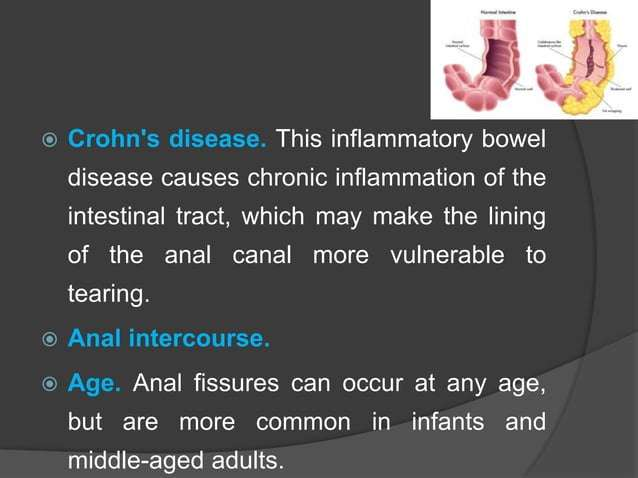 Normal Intestine
Crohn's Disease
Crohn's disease. This inflammatory bowel
disease causes chronic inflammation of the
intestinal tract, which may make the lining
of the anal canal more vulnerable to
tearing.
Anal intercourse.
Age. Anal fissures can occur at any age,
but are more common in infants and
middle-aged adults.